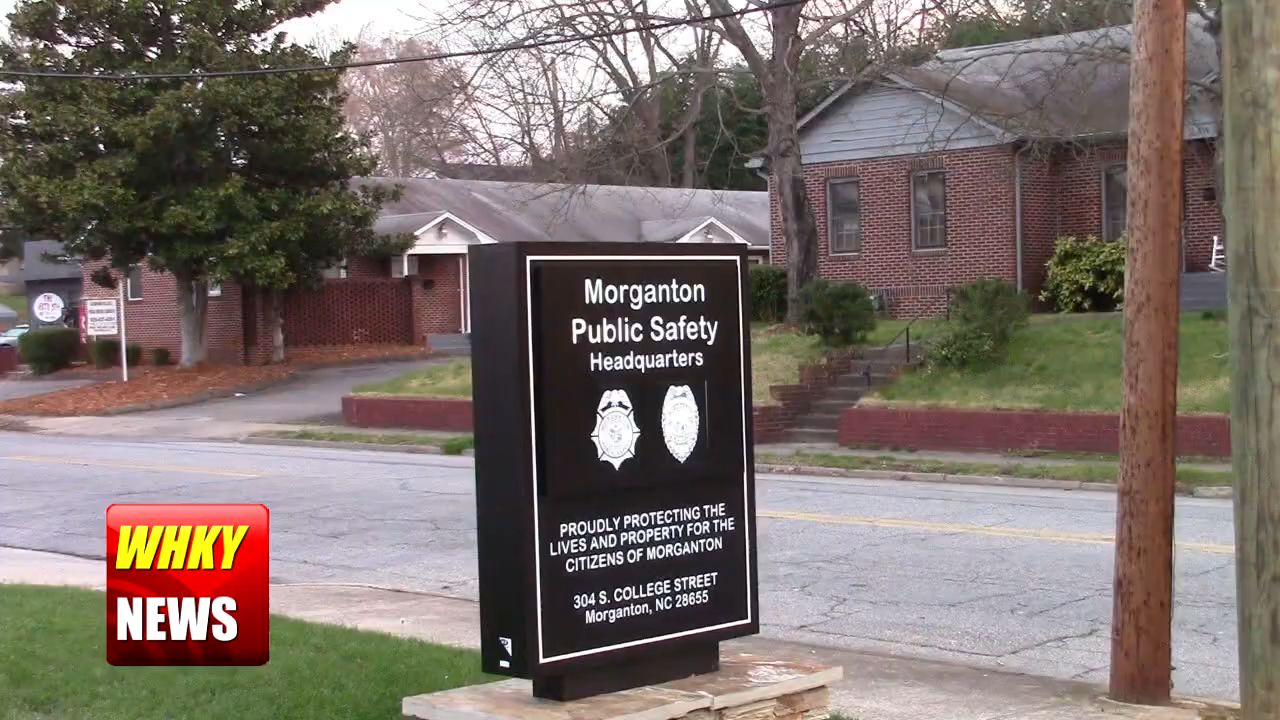 Morganton
Public Safety
Headquarters
PROUDLY PROTECTING THE
LIVES AND PROPERTY FOR THE
CITIZENS OF MORGANTON
304 S. COLLEGE STREET
Morganton, NC 28655
WHKY
NEWS